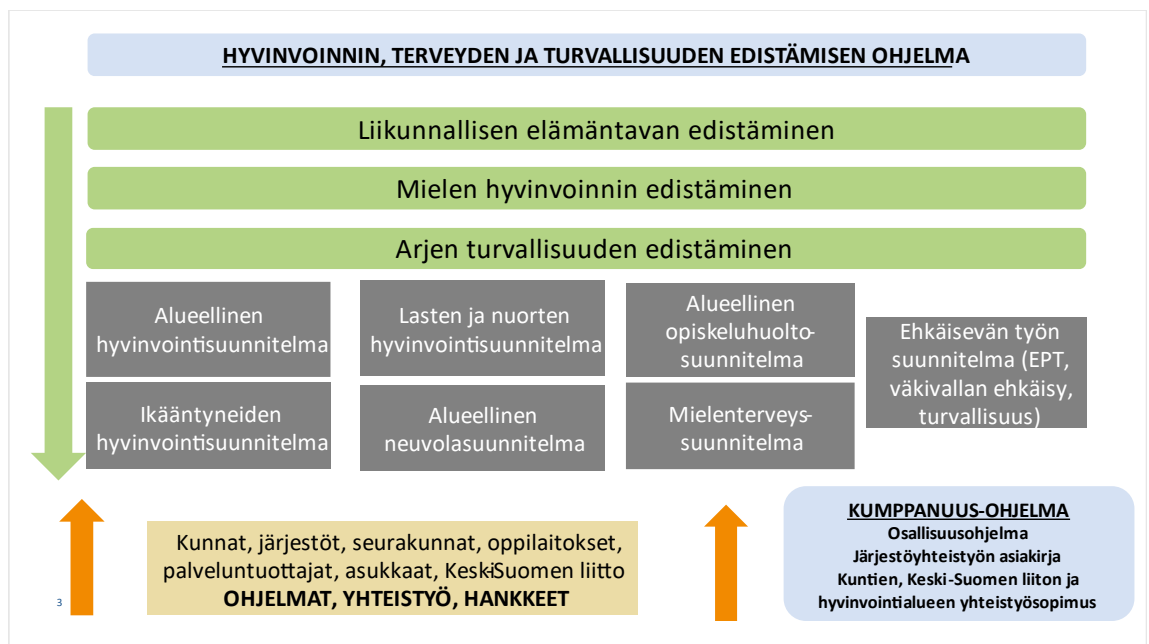 HYVINVOINNIN, TERVEYDEN JA TURVALLISUUDEN EDISTÄMISEN OHJELMA
Liikunnallisen elämäntavan edistäminen
Mielen hyvinvoinnin edistäminen
Arjen turvallisuuden edistäminen
Alueellinen
hyvinvointisuunnitelma
Lasten ja nuorten
hyvinvointisuunnitelma
Alueellinen
opiskeluhuolto-
suunnitelma
Ehkäisevän työn
suunnitelma (EPT,
väkivallan ehkäisy,
turvallisuus)
Ikääntyneiden
hyvinvointisuunnitelma
Alueellinen
neuvolasuunnitelma
Mielenterveys-
suunnitelma
Kunnat, järjestöt, seurakunnat, oppilaitokset,
palveluntuottajat, asukkaat, Keski-Suomen liitto
OHJELMAT, YHTEISTYÖ, HANKKEET
KUMPPANUUS-OHJELMA
Osallisuusohjelma
Järjestöyhteistyön asiakirja
Kuntien, Keski-Suomen liiton ja
hyvinvointialueen yhteistyösopimus
3